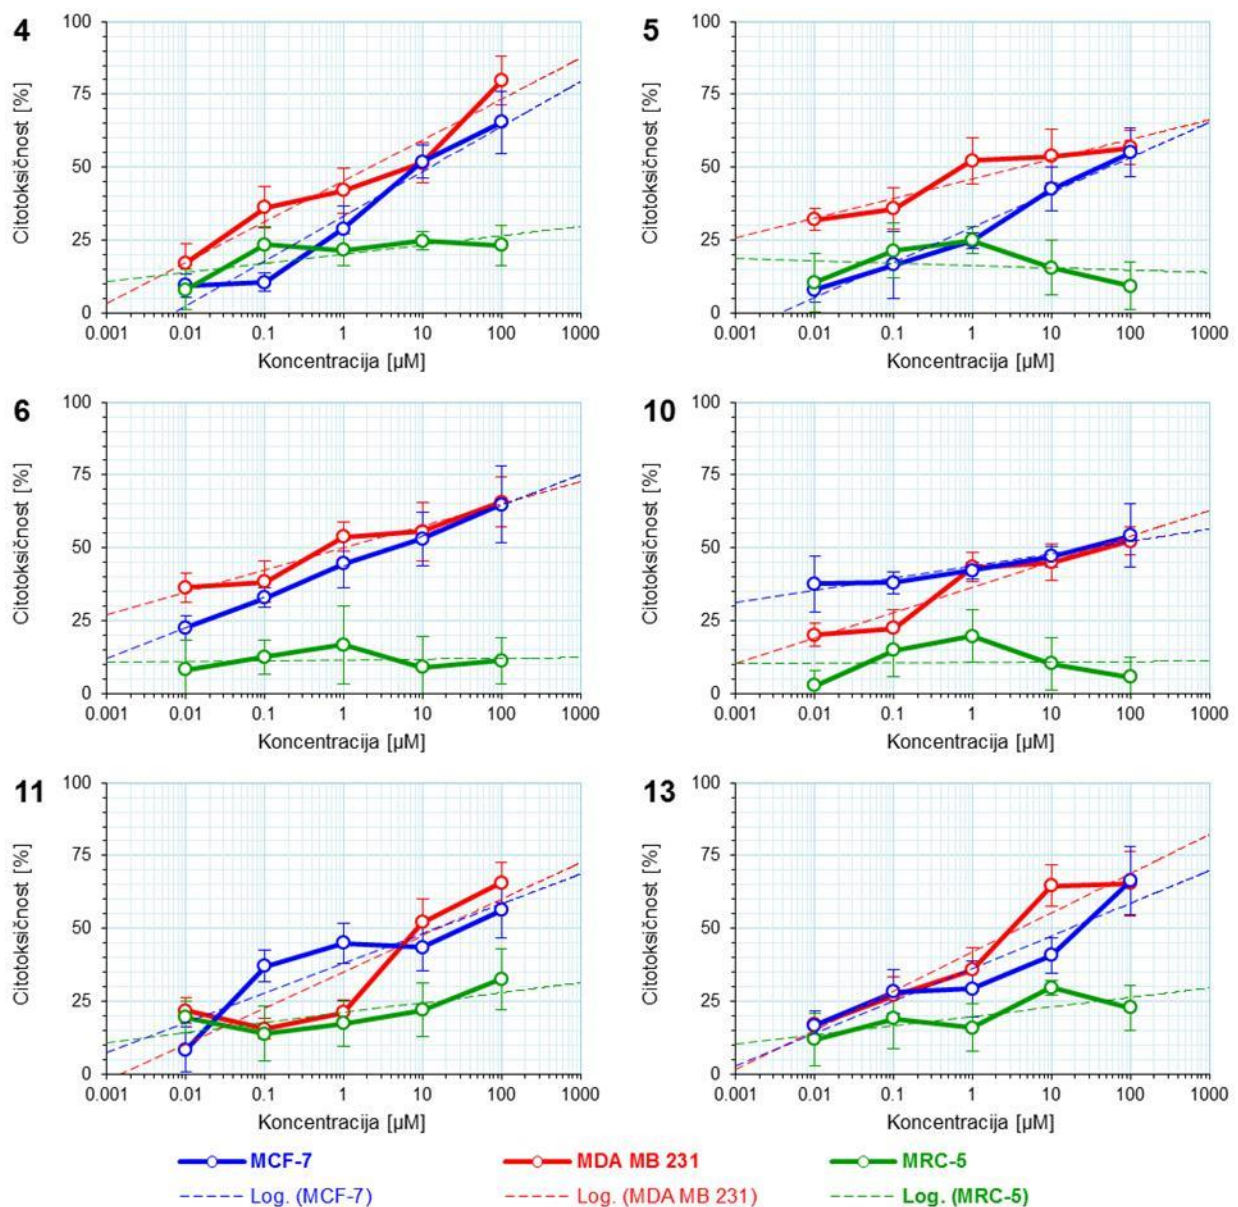 4
100
75
50
25
0
Citotoksičnost [%]
0.001 0.01 0.1 1 10 100 1000
Koncentracija [µM]
5
100
75
50
25
0
Citotoksičnost [%]
0.001 0.01 0.1 1 10 100 1000
Koncentracija [µM]
6
100
75
50
25
0
Citotoksičnost [%]
0.001 0.01 0.1 1 10 100 1000
Koncentracija [µM]
10
100
75
50
25
0
Citotoksičnost [%]
0.001 0.01 0.1 1 10 100 1000
Koncentracija [µM]
11
100
75
50
25
0
Citotoksičnost [%]
0.001 0.01 0.1 1 10 100 1000
Koncentracija [µM]
13
100
75
50
25
0
Citotoksičnost [%]
0.001 0.01 0.1 1 10 100 1000
Koncentracija [µM]
MCF-7 MDA MB 231 MRC-5
Log. (MCF-7) Log. (MDA MB 231) Log. (MRC-5)